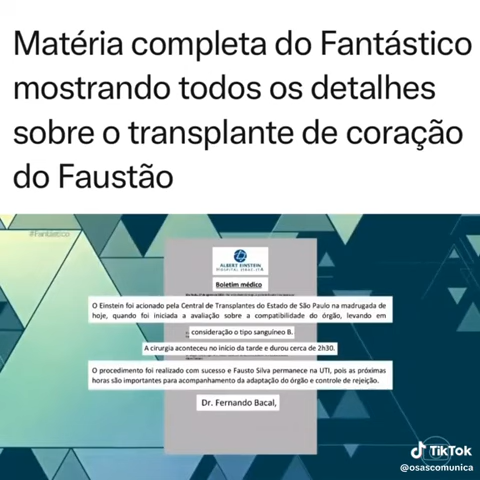 Matéria completa do Fantástico
mostrando todos os detalhes
sobre o transplante de coração
do Faustão
#Fantástico
ALBERT EINSTEIN
Boletim médico
O Einstein foi acionado pela Central de Transplantes do Estado de São Paulo na madrugada de
hoje, quando foi iniciada a avaliação sobre a compatibilidade do órgão, levando em
consideração o tipo sanguíneo B.
A cirurgia aconteceu no início da tarde e durou cerca de 2h30.
O procedimento foi realizado com sucesso e Fausto Silva permanece na UTI, pois as próximas
horas são importantes para acompanhamento da adaptação do órgão e controle de rejeição.
Dr. Fernando Bacal,
TikTok
@osascomunica